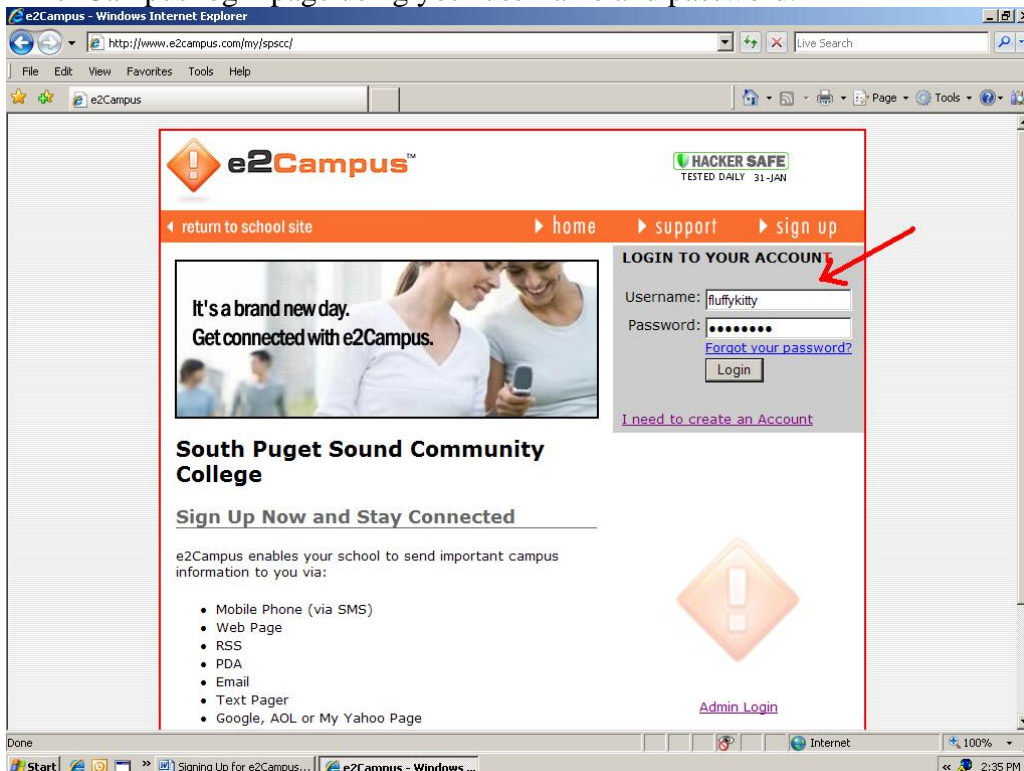 e2Campus - Windows Internet Explorer
http://www.e2campus.com/my/spscc/
Live Search
File Edit View Favorites Tools Help
e2Campus
Page Tools
e2Campus™
HACKER SAFE
TESTED DAILY 31-JAN
return to school site home support sign up
LOGIN TO YOUR ACCOUNT
Username: fluffykitty
Password: ••••••••
Forgot your password?
Login
I need to create an Account
It's a brand new day.
Get connected with e2Campus.
South Puget Sound Community
College
Sign Up Now and Stay Connected
e2Campus enables your school to send important campus
information to you via:
• Mobile Phone (via SMS)
• Web Page
• RSS
• PDA
• Email
• Text Pager
• Google, AOL or My Yahoo Page
Admin Login
Done Internet 100%
Start Signing Up for e2Campus... e2Campus - Windows ... 2:35 PM